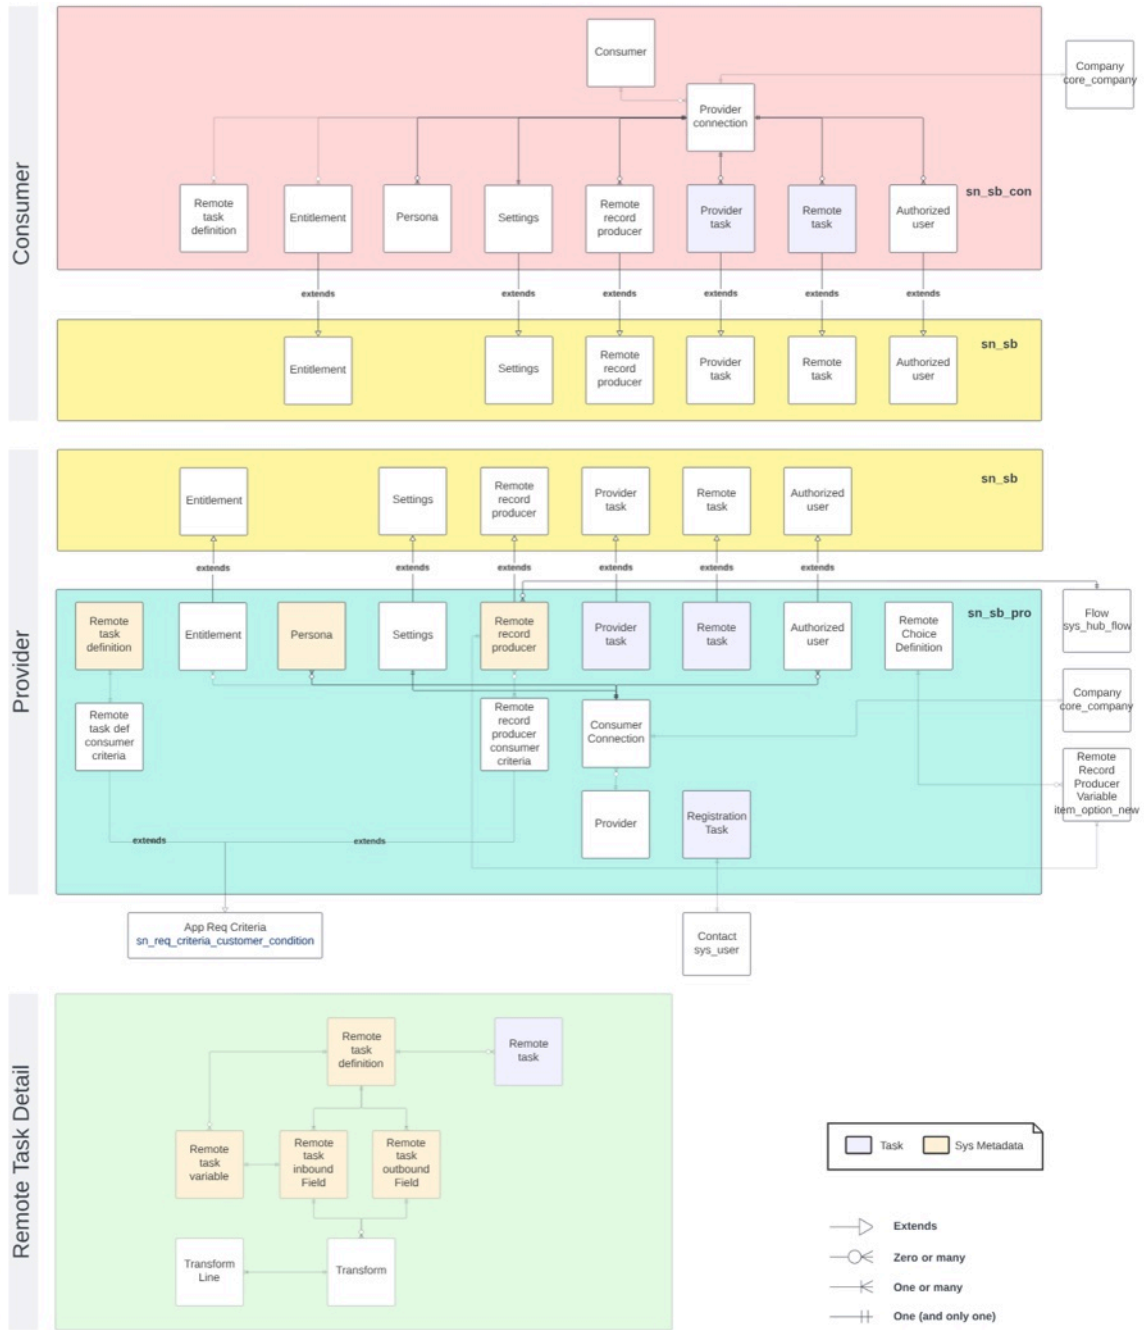 Consumer
Consumer
Company
core_company
Provider
connection
sn_sb_con
Remote
task
definition
Entitlement
Persona
Settings
Remote
record
producer
Provider
task
Remote
task
Authorized
user
extends
extends
extends
extends
extends
extends
sn_sb
Entitlement
Settings
Remote
record
producer
Provider
task
Remote
task
Authorized
user
Provider
sn_sb
Entitlement
Settings
Remote
record
producer
Provider
task
Remote
task
Authorized
user
extends
extends
extends
extends
extends
extends
sn_sb_pro
Remote
task
definition
Entitlement
Persona
Settings
Remote
record
producer
Provider
task
Remote
task
Authorized
user
Remote
Choice
Definition
Flow
sys_hub_flow
Remote
task def
consumer
criteria
Remote
record
producer
consumer
criteria
Consumer
Connection
Company
core_company
Remote
Record
Producer
Variable
item_option_new
Provider
Registration
Task
extends
extends
App Req Criteria
sn_req_criteria_customer_condition
Contact
sys_user
Remote Task Detail
Remote
task
definition
Remote
task
Remote
task
variable
Remote
task
inbound
Field
Remote
task
outbound
Field
Transform
Line
Transform
Task
Sys Metadata
Extends
Zero or many
One or many
One (and only one)